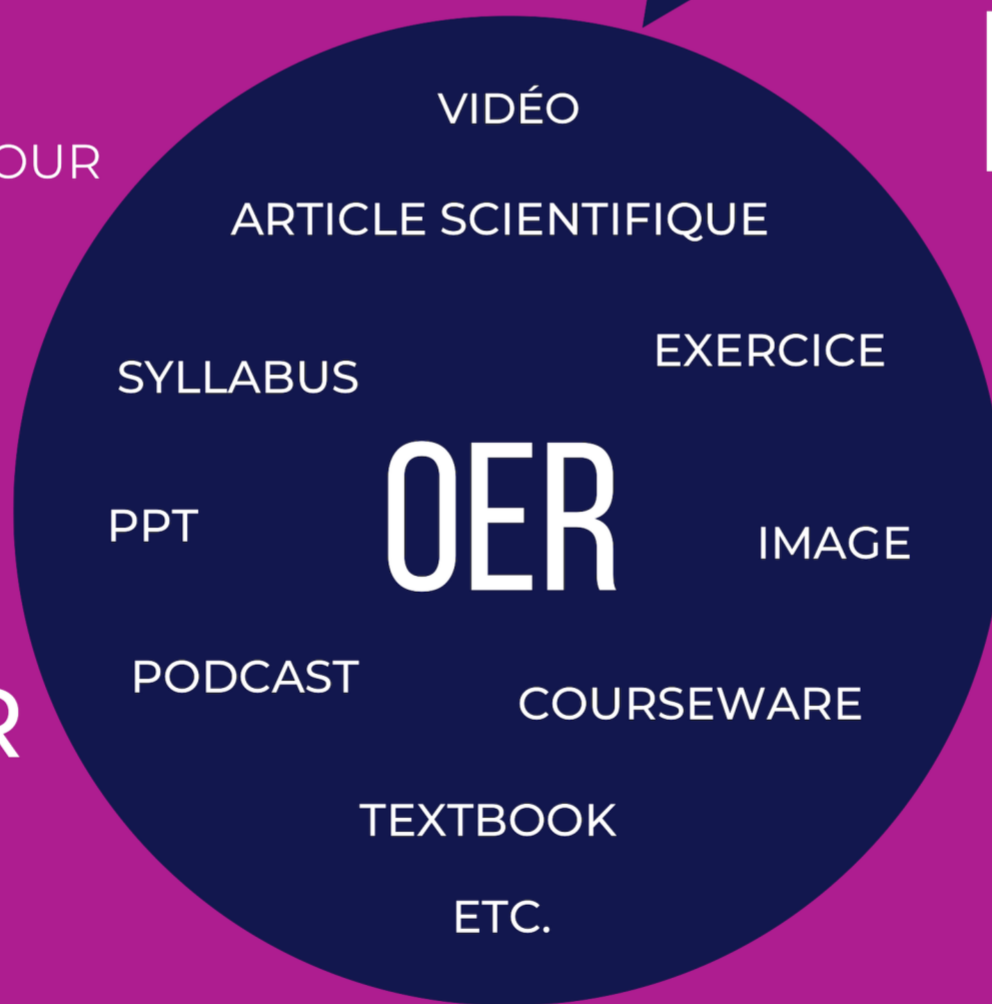 VIDÉO
OUR
ARTICLE SCIENTIFIQUE
EXERCICE
SYLLABUS
OER
PPT
IMAGE
PODCAST
COURSEWARE
R
TEXTBOOK
ETC.